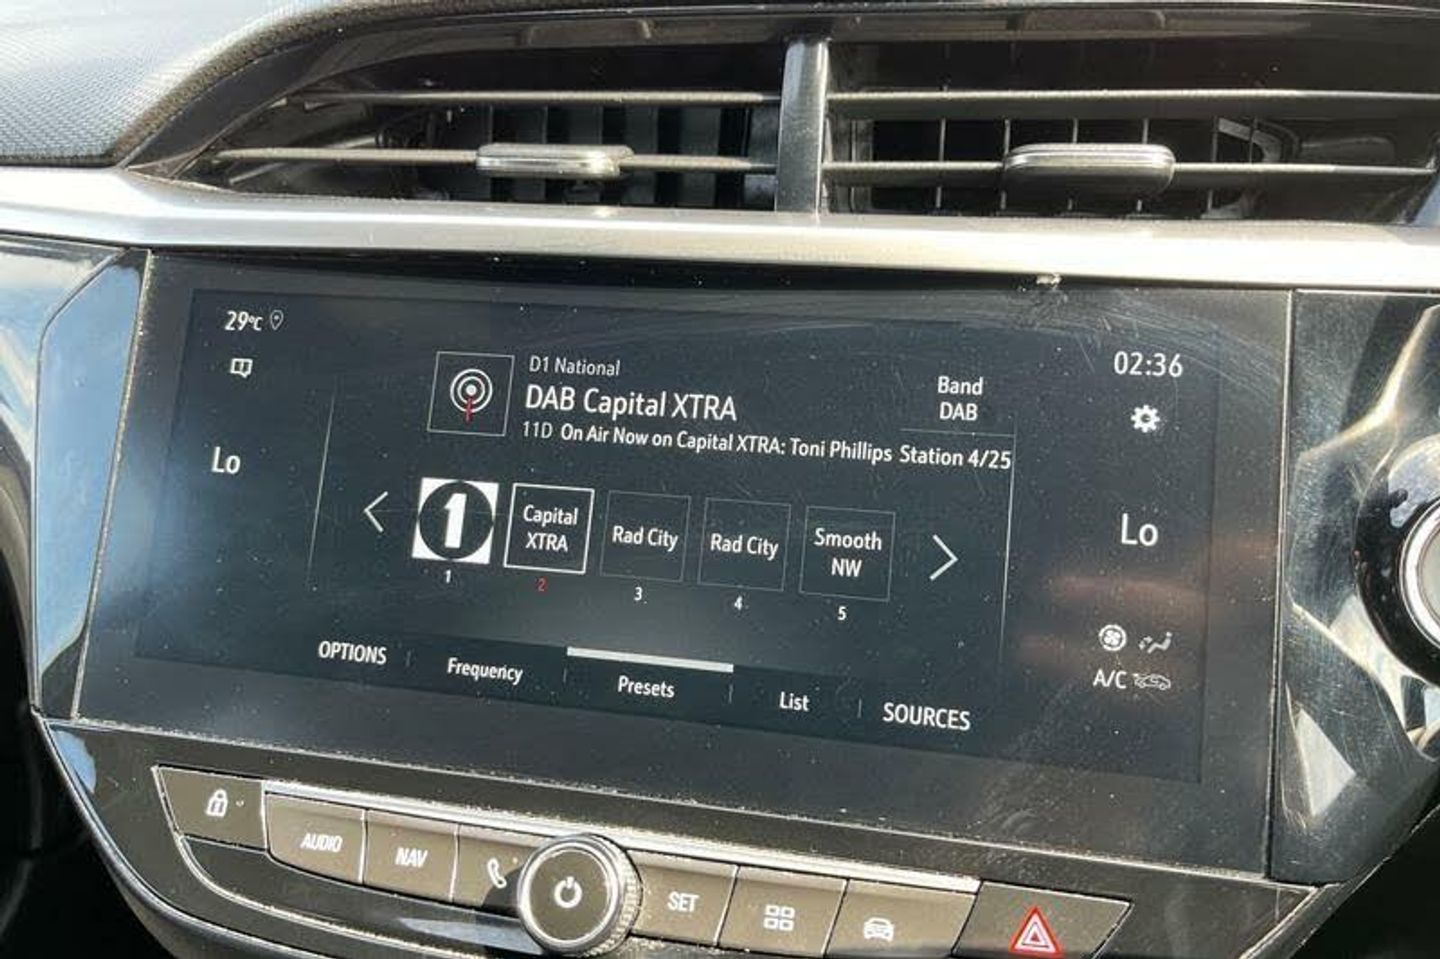 29°C
02:36
D1 National
DAB Capital XTRA
Band
DAB
11D On Air Now on Capital XTRA: Toni Phillips Station 4/25
Lo
Lo
1
Capital
XTRA
Rad City
Rad City
Smooth
NW
1
2
3
4
5
OPTIONS
Frequency
Presets
List
SOURCES
A/C
AUDIO
NAV
SET